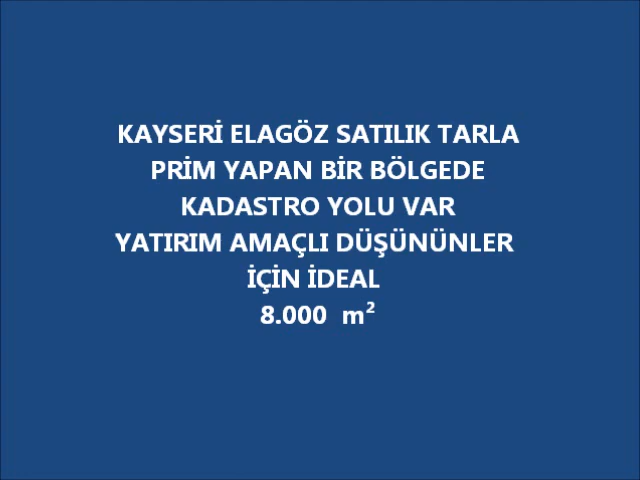 KAYSERİ ELAGÖZ SATILIK TARLA
PRİM YAPAN BİR BÖLGEDE
KADASTRO YOLU VAR
YATIRIM AMAÇLI DÜŞÜNÜNLER
İÇİN İDEAL
8.000 m²